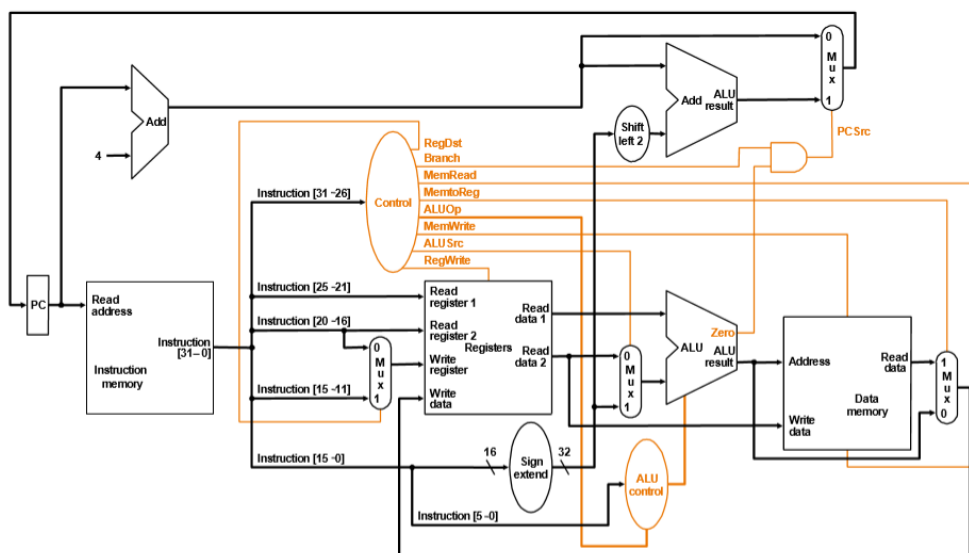 0
M
u
x
1
Add
ALU
result
Add
4
Shift
left 2
PCSrc
RegDst
Branch
MemRead
MemtoReg
ALUOp
MemWrite
ALUSrc
RegWrite
Control
Instruction [31-26]
Instruction [25-21]
Instruction [20-16]
Instruction [15-11]
Instruction [15-0]
Instruction [5-0]
PC
Read
address
Instruction
[31-0]
Instruction
memory
0
M
u
x
1
Read
register 1
Read
register 2
Write
register
Write
data
Registers
Read
data 1
Read
data 2
0
M
u
x
1
16
Sign
extend
32
ALU
control
Zero
ALU
ALU
result
Address
Write
data
Read
data
Data
memory
1
M
u
x
0